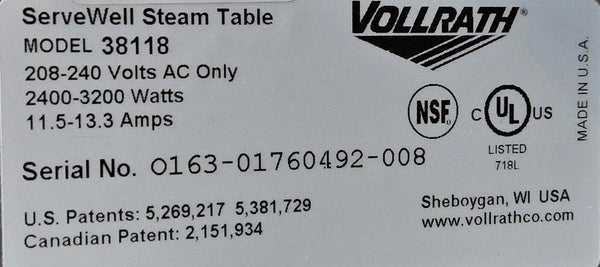 ServeWell Steam Table
MODEL 38118
208-240 Volts AC Only
2400-3200 Watts
11.5-13.3 Amps
VOLLRATH®
NSF®
C UL® US
LISTED
718L
MADE IN U.S.A.
Serial No. O163-01760492-008
U.S. Patents: 5,269,217 5,381,729
Canadian Patent: 2,151,934
Sheboygan, WI USA
www.vollrathco.com